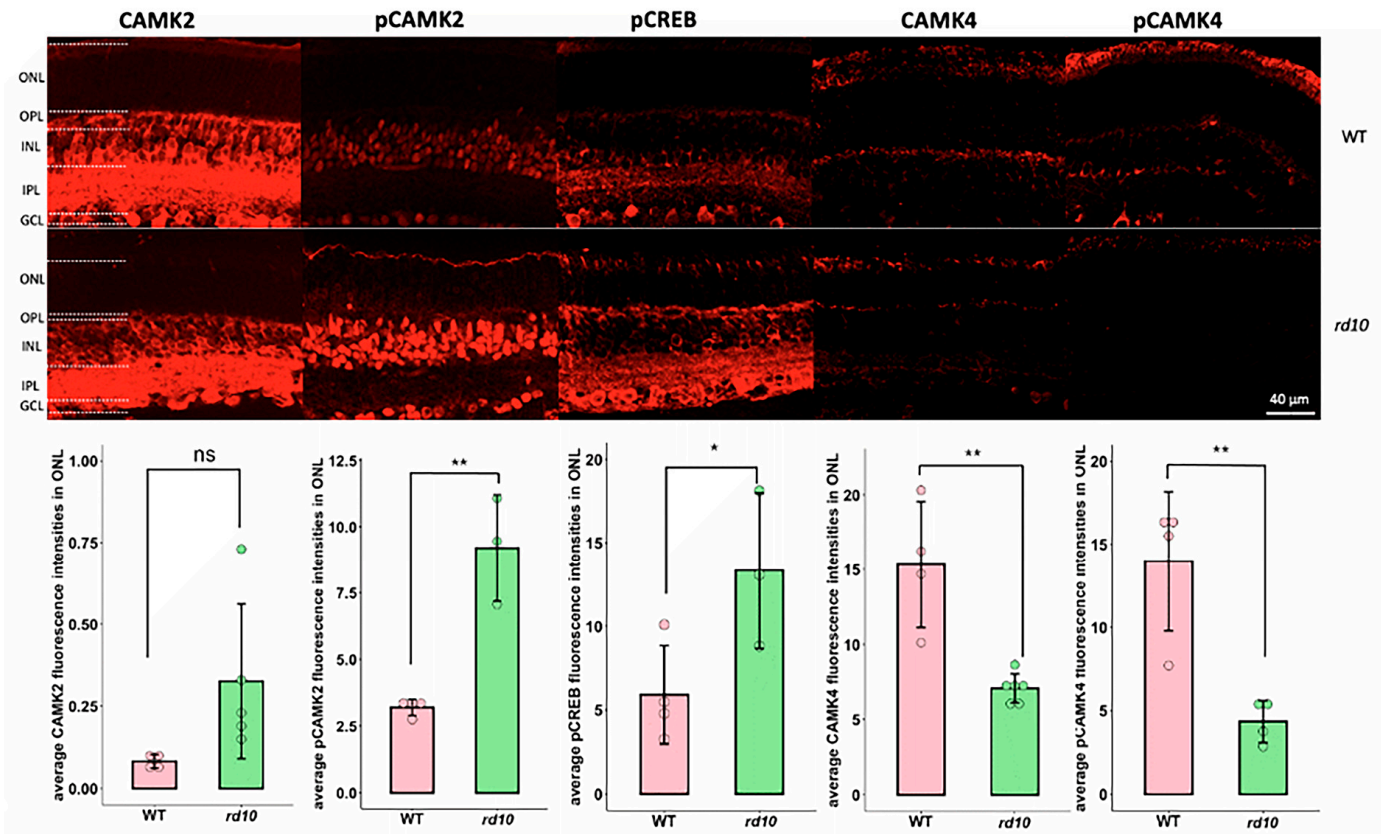 CAMK2 pCAMK2 pCREB CAMK4 pCAMK4
ONL
OPL
INL
IPL
GCL
WT
ONL
OPL
INL
IPL
GCL
rd10
40 µm
average CAMK2 fluorescence intensities in ONL
1.00
0.75
0.50
0.25
0.00
ns
WT rd10
average pCAMK2 fluorescence intensities in ONL
12.5
10.0
7.5
5.0
2.5
0.0
**
WT rd10
average pCREB fluorescence intensities in ONL
20
15
10
5
0
*
WT rd10
average CAMK4 fluorescence intensities in ONL
20
15
10
5
0
**
WT rd10
average pCAMK4 fluorescence intensities in ONL
20
15
10
5
0
**
WT rd10